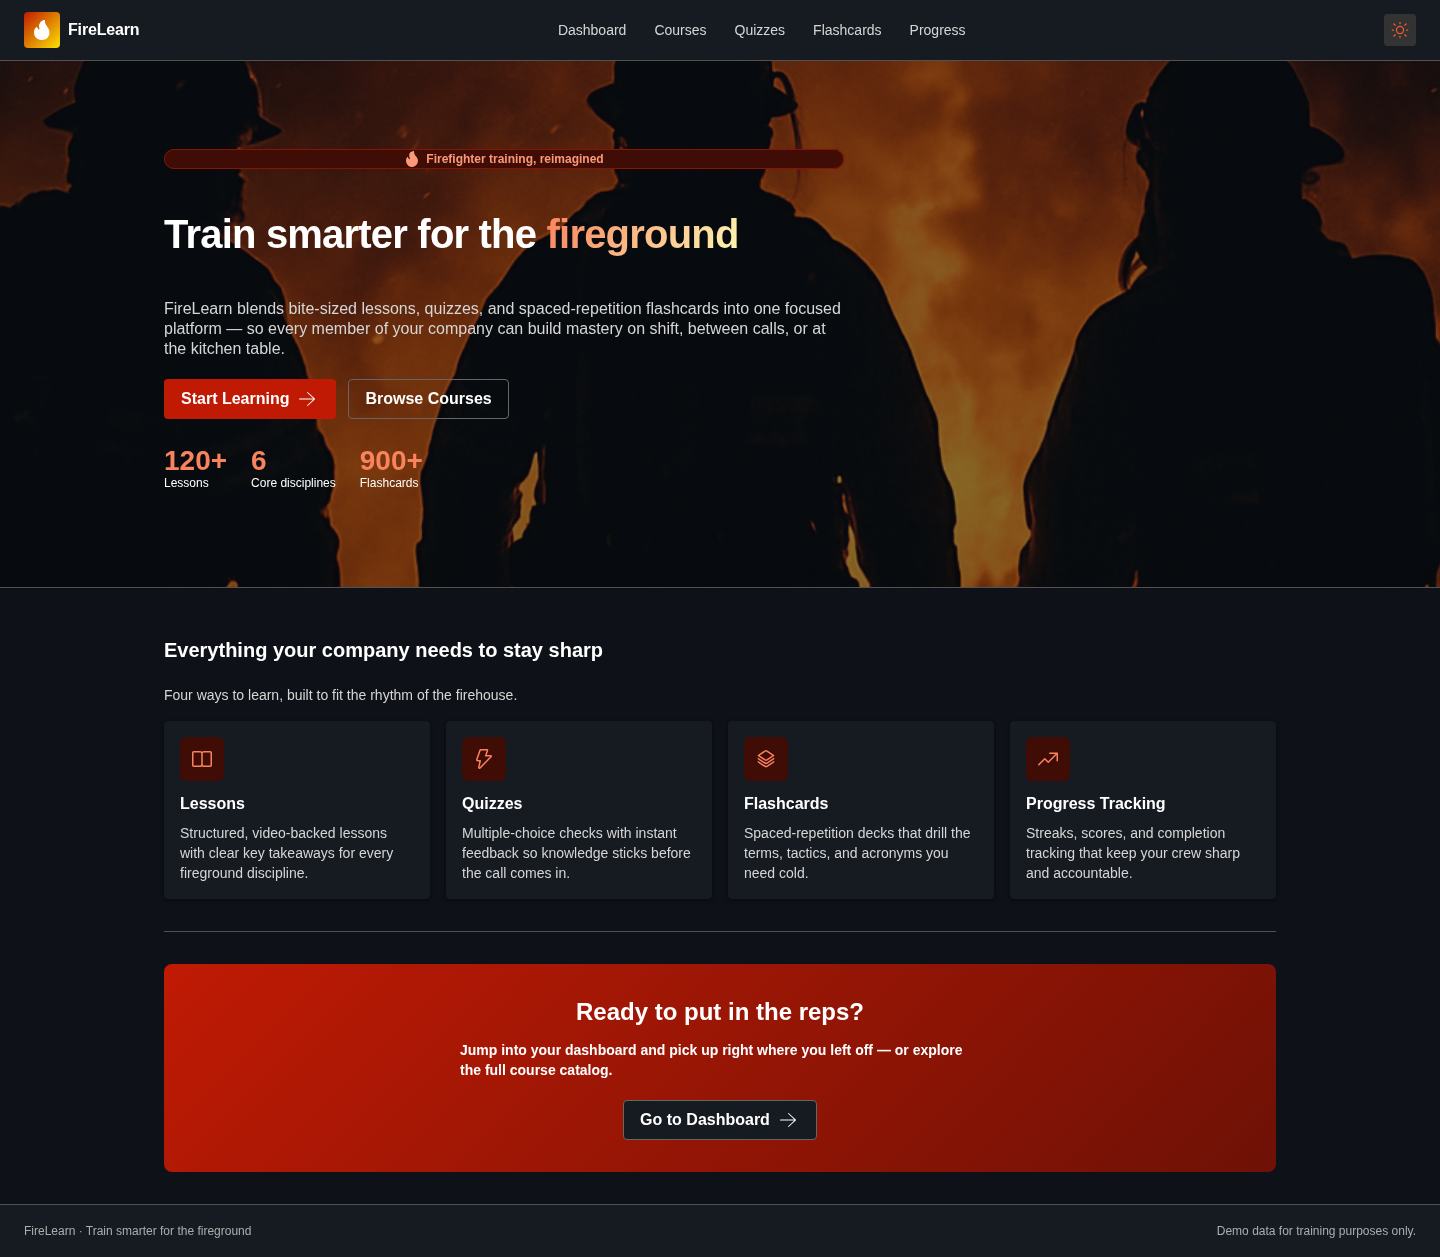 FireLearn
Dashboard Courses Quizzes Flashcards Progress
Firefighter training, reimagined
Train smarter for the fireground
FireLearn blends bite-sized lessons, quizzes, and spaced-repetition flashcards into one focused
platform — so every member of your company can build mastery on shift, between calls, or at
the kitchen table.
Start Learning
Browse Courses
120+ 6 900+
Lessons Core disciplines Flashcards
Everything your company needs to stay sharp
Four ways to learn, built to fit the rhythm of the firehouse.
Lessons
Structured, video-backed lessons
with clear key takeaways for every
fireground discipline.
Quizzes
Multiple-choice checks with instant
feedback so knowledge sticks before
the call comes in.
Flashcards
Spaced-repetition decks that drill the
terms, tactics, and acronyms you
need cold.
Progress Tracking
Streaks, scores, and completion
tracking that keep your crew sharp
and accountable.
Ready to put in the reps?
Jump into your dashboard and pick up right where you left off — or explore
the full course catalog.
Go to Dashboard
FireLearn · Train smarter for the fireground
Demo data for training purposes only.